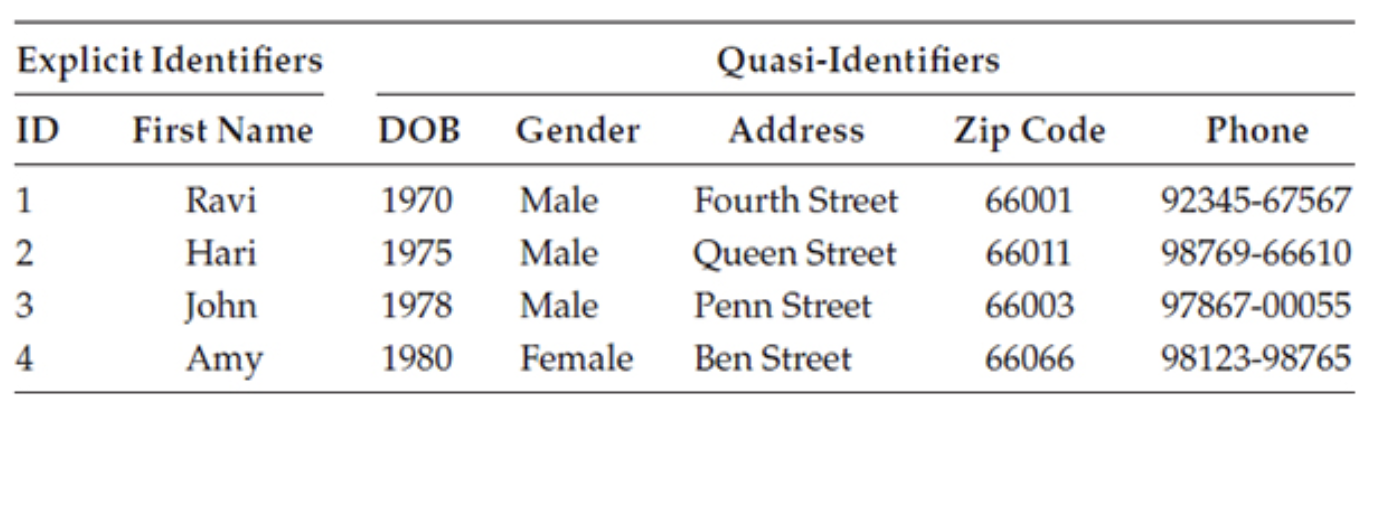 Explicit Identifiers Quasi-Identifiers
ID First Name DOB Gender Address Zip Code Phone
1 Ravi 1970 Male Fourth Street 66001 92345-67567
2 Hari 1975 Male Queen Street 66011 98769-66610
3 John 1978 Male Penn Street 66003 97867-00055
4 Amy 1980 Female Ben Street 66066 98123-98765